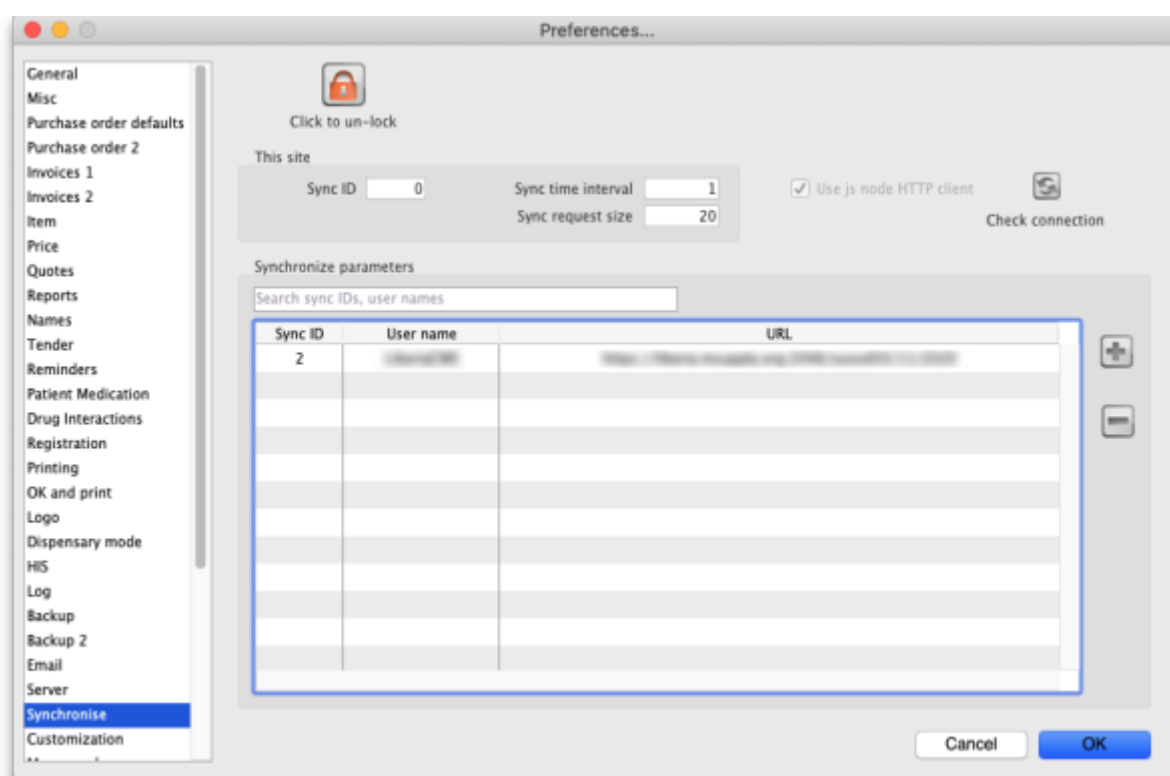 Preferences...
General
Misc
Purchase order defaults
Purchase order 2
Invoices 1
Invoices 2
Item
Price
Quotes
Reports
Names
Tender
Reminders
Patient Medication
Drug Interactions
Registration
Printing
OK and print
Logo
Dispensary mode
HIS
Log
Backup
Backup 2
Email
Server
Synchronise
Customization
Click to un-lock
This site
Sync ID 0
Sync time interval 1
Sync request size 20
Use js node HTTP client
Check connection
Synchronize parameters
Search sync IDs, user names
Sync ID User name URL
2
Cancel OK